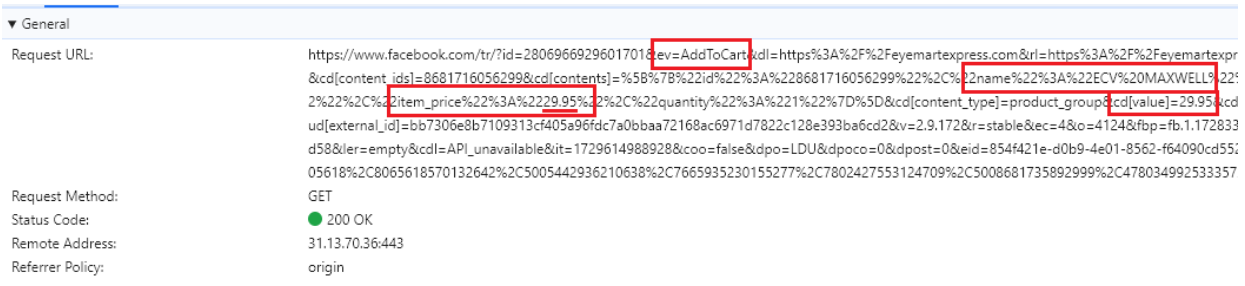 ▼ General
Request URL:
https://www.facebook.com/tr/?id=2806966929601701&ev=AddToCart&dl=https%3A%2F%2Feyemartexpress.com&rl=https%3A%2F%2Feyemartexpr
&cd[content_ids]=8681716056299&cd[contents]=%5B%7B%22id%22%3A%228681716056299%22%2C%22name%22%3A%22ECV%20MAXWELL%22%
2%22%2C%22item_price%22%3A%2229.95%22%2C%22quantity%22%3A%221%22%7D%5D&cd[content_type]=product_group&cd[value]=29.95&cd
ud[external_id]=bb7306e8b7109313cf405a96fdc7a0bbaa72168ac6971d7822c128e393ba6cd2&v=2.9.172&r=stable&ec=4&o=4124&fbp=fb.1.172833
d58&ler=empty&cdl=API_unavailable&it=1729614988928&coo=false&dpo=LDU&dpoco=0&dpost=0&eid=854f421e-d0b9-4e01-8562-f64090cd552
05618%2C8065618570132642%2C5005442936210638%2C7665935230155277%2C7802427553124709%2C5008681735892999%2C478034992533357
Request Method:
GET
Status Code:
200 OK
Remote Address:
31.13.70.36:443
Referrer Policy:
origin